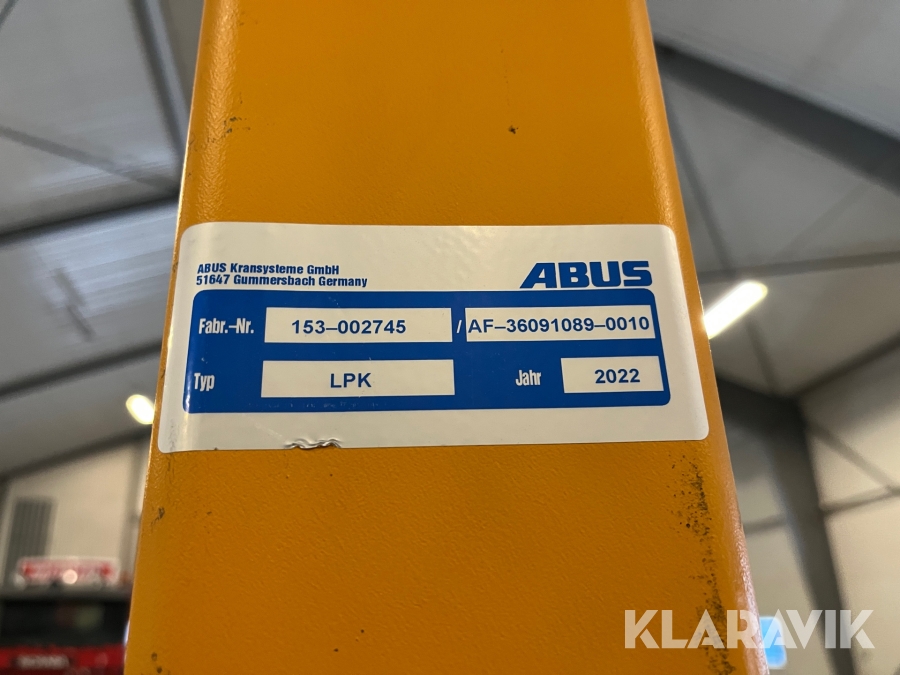 ABUS Kransysteme GmbH
51647 Gummersbach Germany
ABUS
Fabr.–Nr. 153–002745 / AF–36091089–0010
Typ LPK Jahr 2022
SCANIA
KLARAVIK